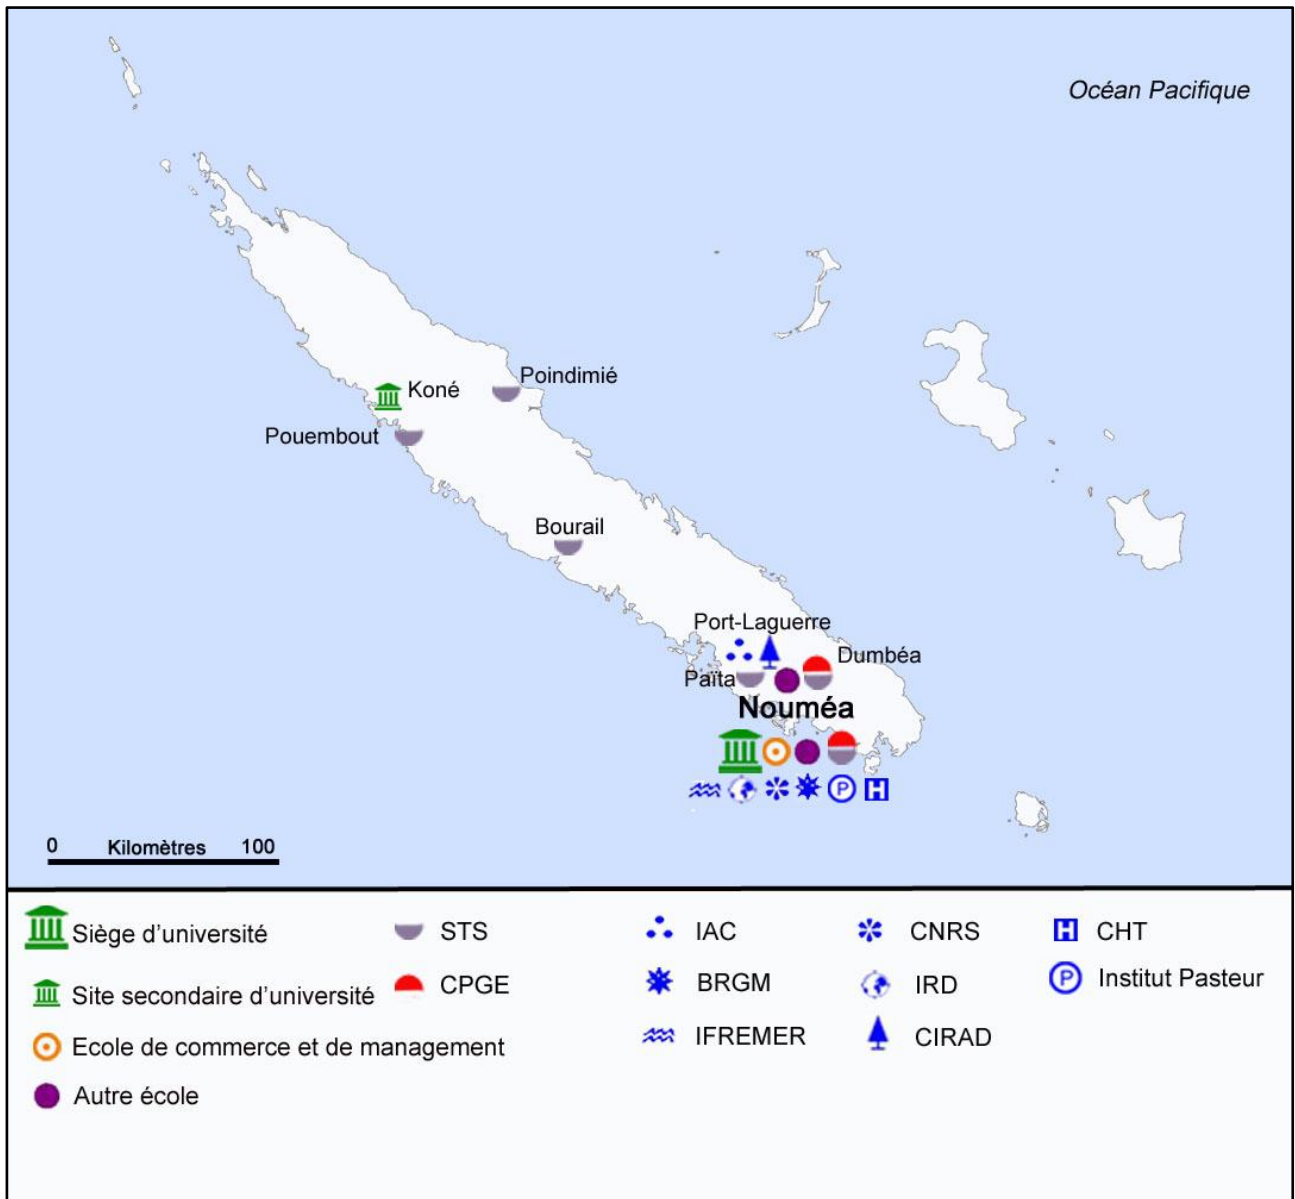 Océan Pacifique
Poindimié
Koné
Pouembout
Bourail
Port-Laguerre
Dumbéa
Païta
Nouméa
P
H
0 Kilomètres 100
Siège d'université
STS
IAC
CNRS
H CHT
Site secondaire d'université
CPGE
BRGM
IRD
P Institut Pasteur
Ecole de commerce et de management
IFREMER
CIRAD
Autre école